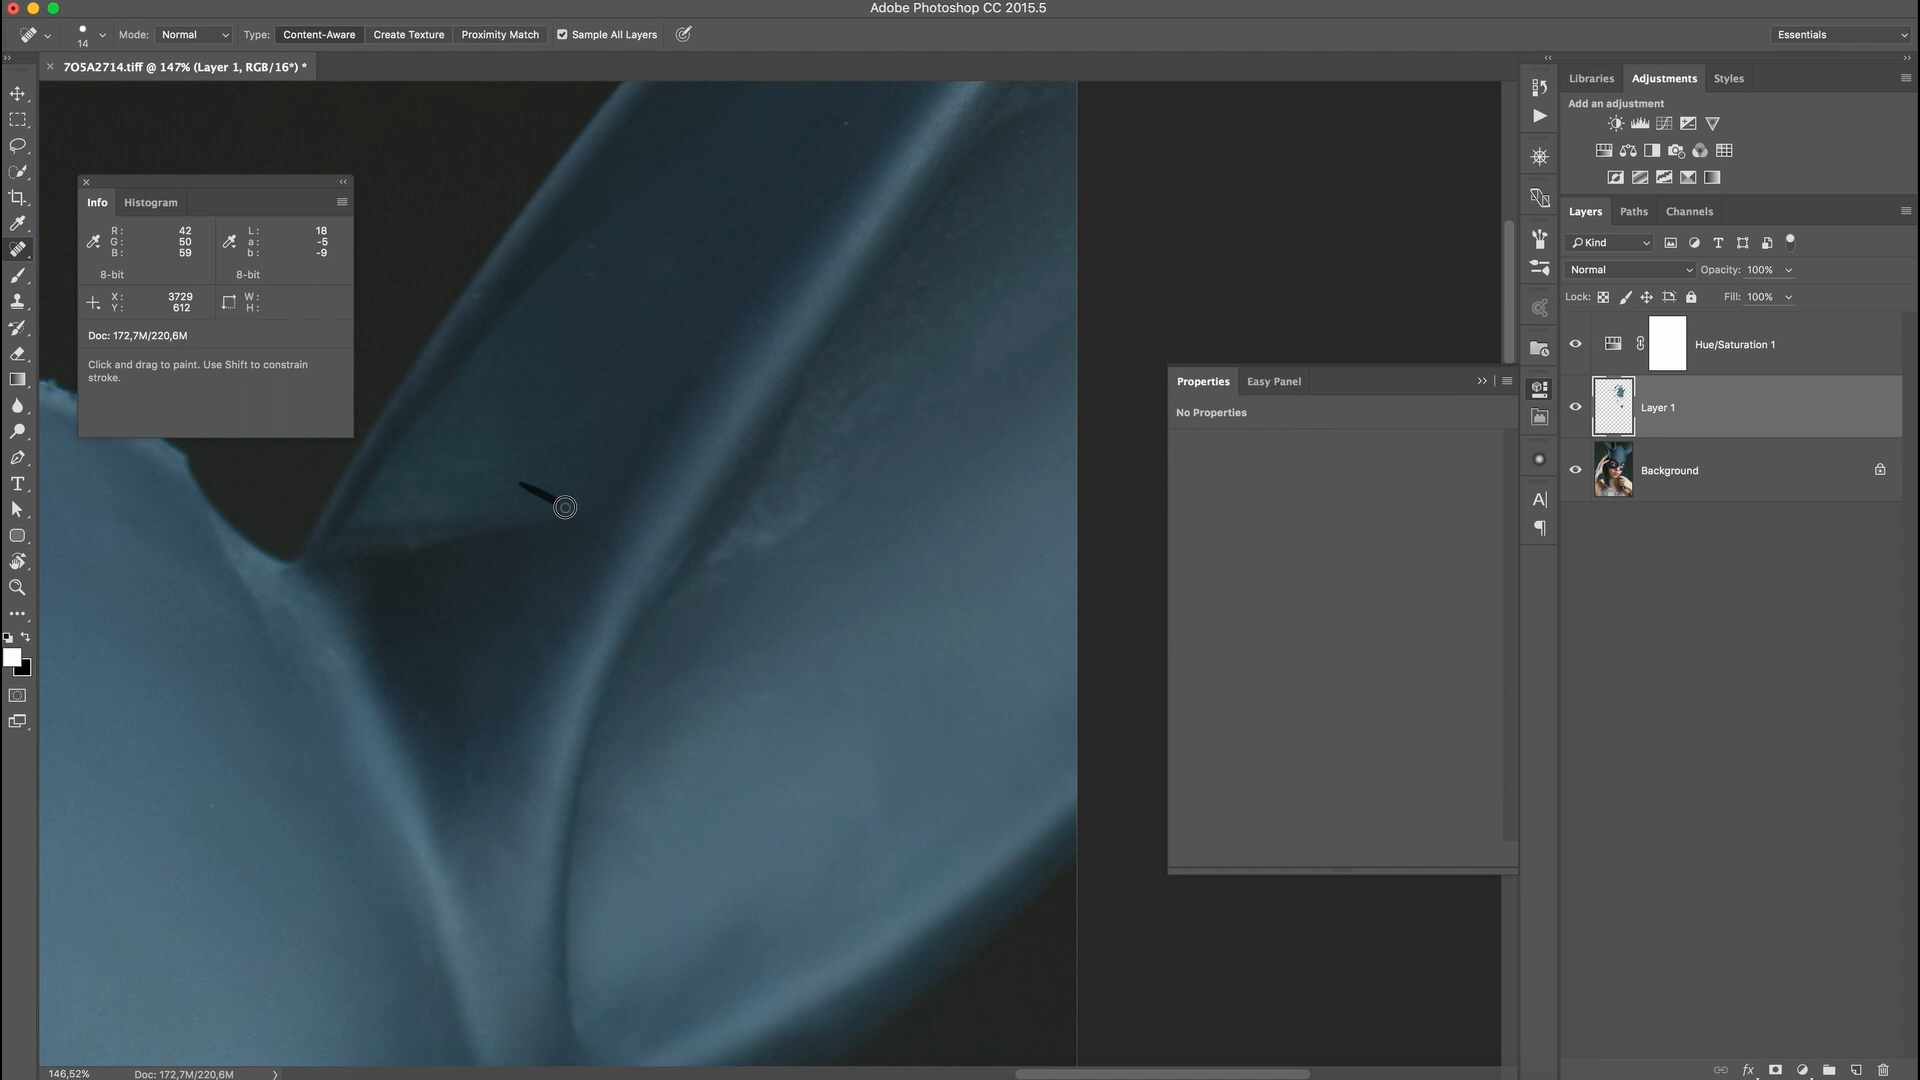 Adobe Photoshop CC 2015.5
14
Mode: Normal
Type: Content-Aware Create Texture Proximity Match
Sample All Layers
Essentials
7O5A2714.tiff @ 147% (Layer 1, RGB/16*) *
Libraries Adjustments Styles
Add an adjustment
Info Histogram
R: 42 L: 18
G: 50 a: -5
B: 59 b: -9
8-bit 8-bit
X: 3729 W:
Y: 612 H:
Doc: 172,7M/220,6M
Click and drag to paint. Use Shift to constrain
stroke.
Layers Paths Channels
Kind
Normal Opacity: 100%
Lock: Fill: 100%
Hue/Saturation 1
Layer 1
Background
Properties Easy Panel
No Properties
146,52% Doc: 172,7M/220,6M